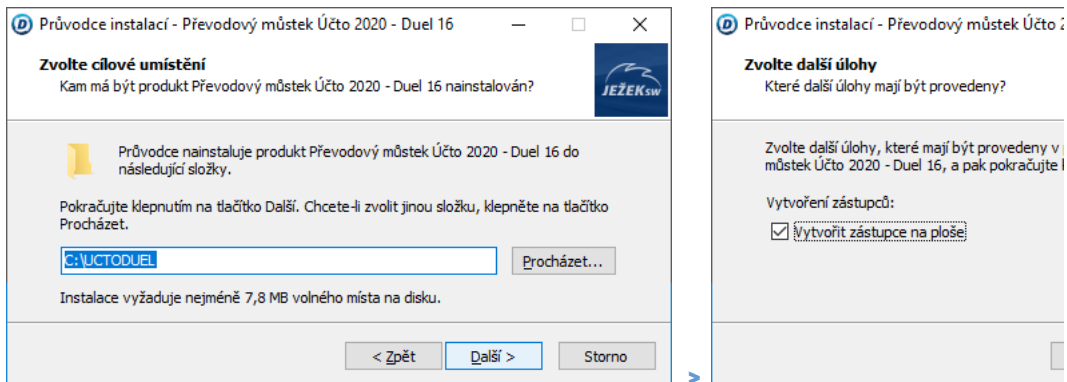 Průvodce instalací - Převodový můstek Účto 2020 - Duel 16
Zvolte cílové umístění
Kam má být produkt Převodový můstek Účto 2020 - Duel 16 nainstalován?
JEŽEKSW
Průvodce nainstaluje produkt Převodový můstek Účto 2020 - Duel 16 do
následující složky.
Pokračujte klepnutím na tlačítko Další. Chcete-li zvolit jinou složku, klepněte na tlačítko
Procházet.
C:\UCTODUEL
Procházet...
Instalace vyžaduje nejméně 7,8 MB volného místa na disku.
< Zpět
Další >
Storno
>
Průvodce instalací - Převodový můstek Účto
Zvolte další úlohy
Které další úlohy mají být provedeny?
Zvolte další úlohy, které mají být provedeny v
můstek Účto 2020 - Duel 16, a pak pokračujte
Vytvoření zástupců:
Vytvořit zástupce na ploše